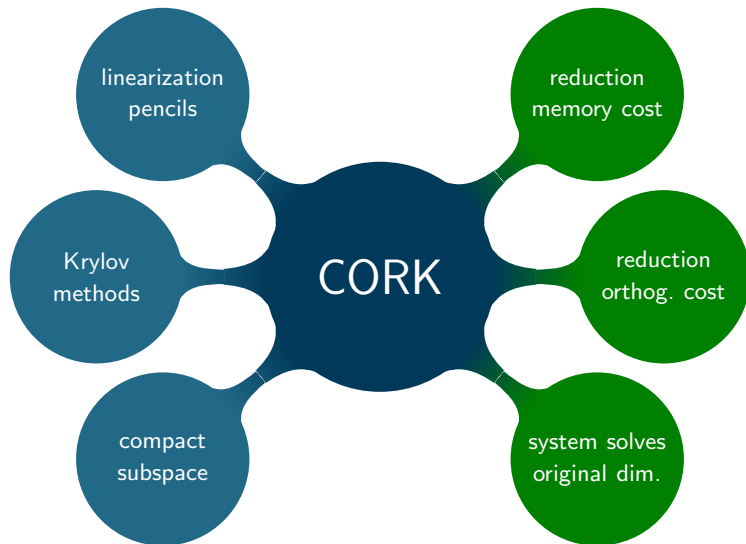 linearization
pencils
reduction
memory cost
Krylov
methods
CORK
reduction
orthog. cost
compact
subspace
system solves
original dim.